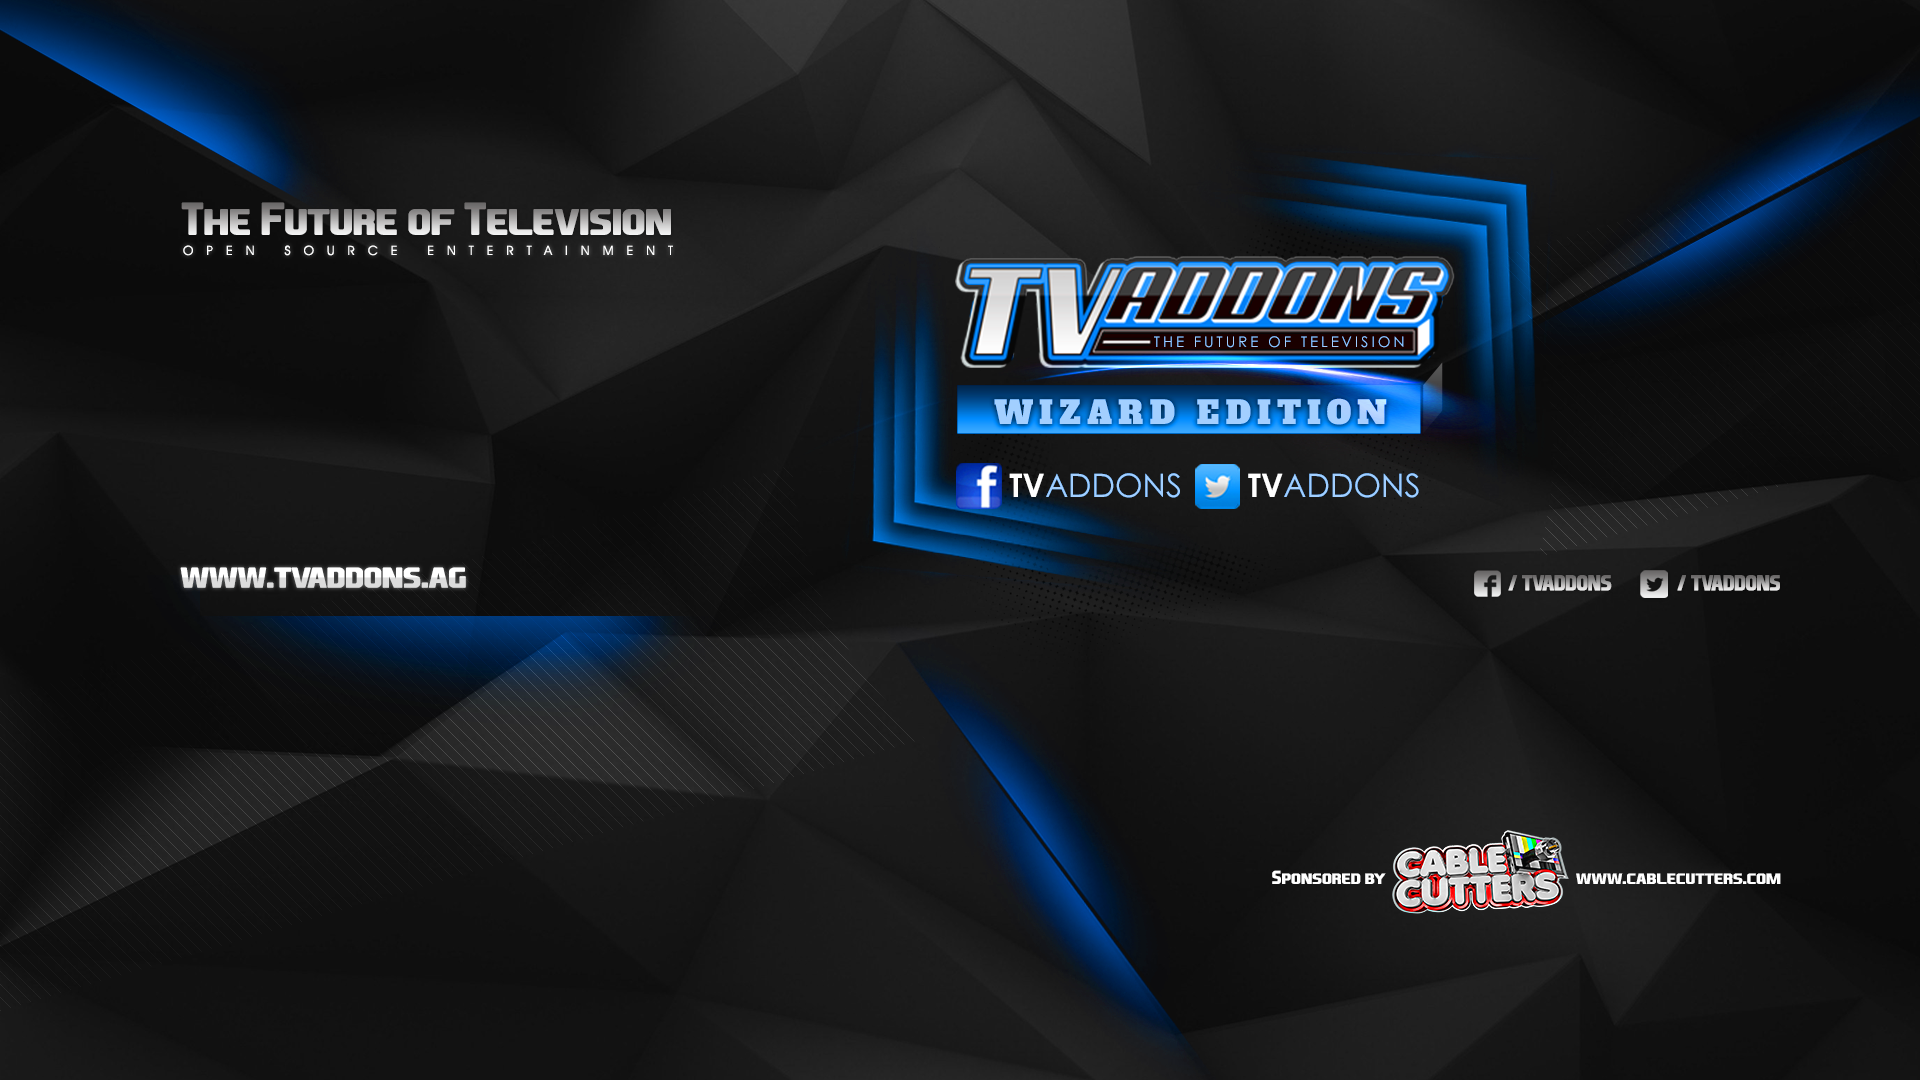 THE FUTURE OF TELEVISION
OPEN SOURCE ENTERTAINMENT
TVADDONS
THE FUTURE OF TELEVISION
WIZARD EDITION
f TVADDONS TVADDONS
WWW.TVADDONS.AG
f / TVADDONS / TVADDONS
SPONSORED BY CABLE CUTTERS WWW.CABLECUTTERS.COM